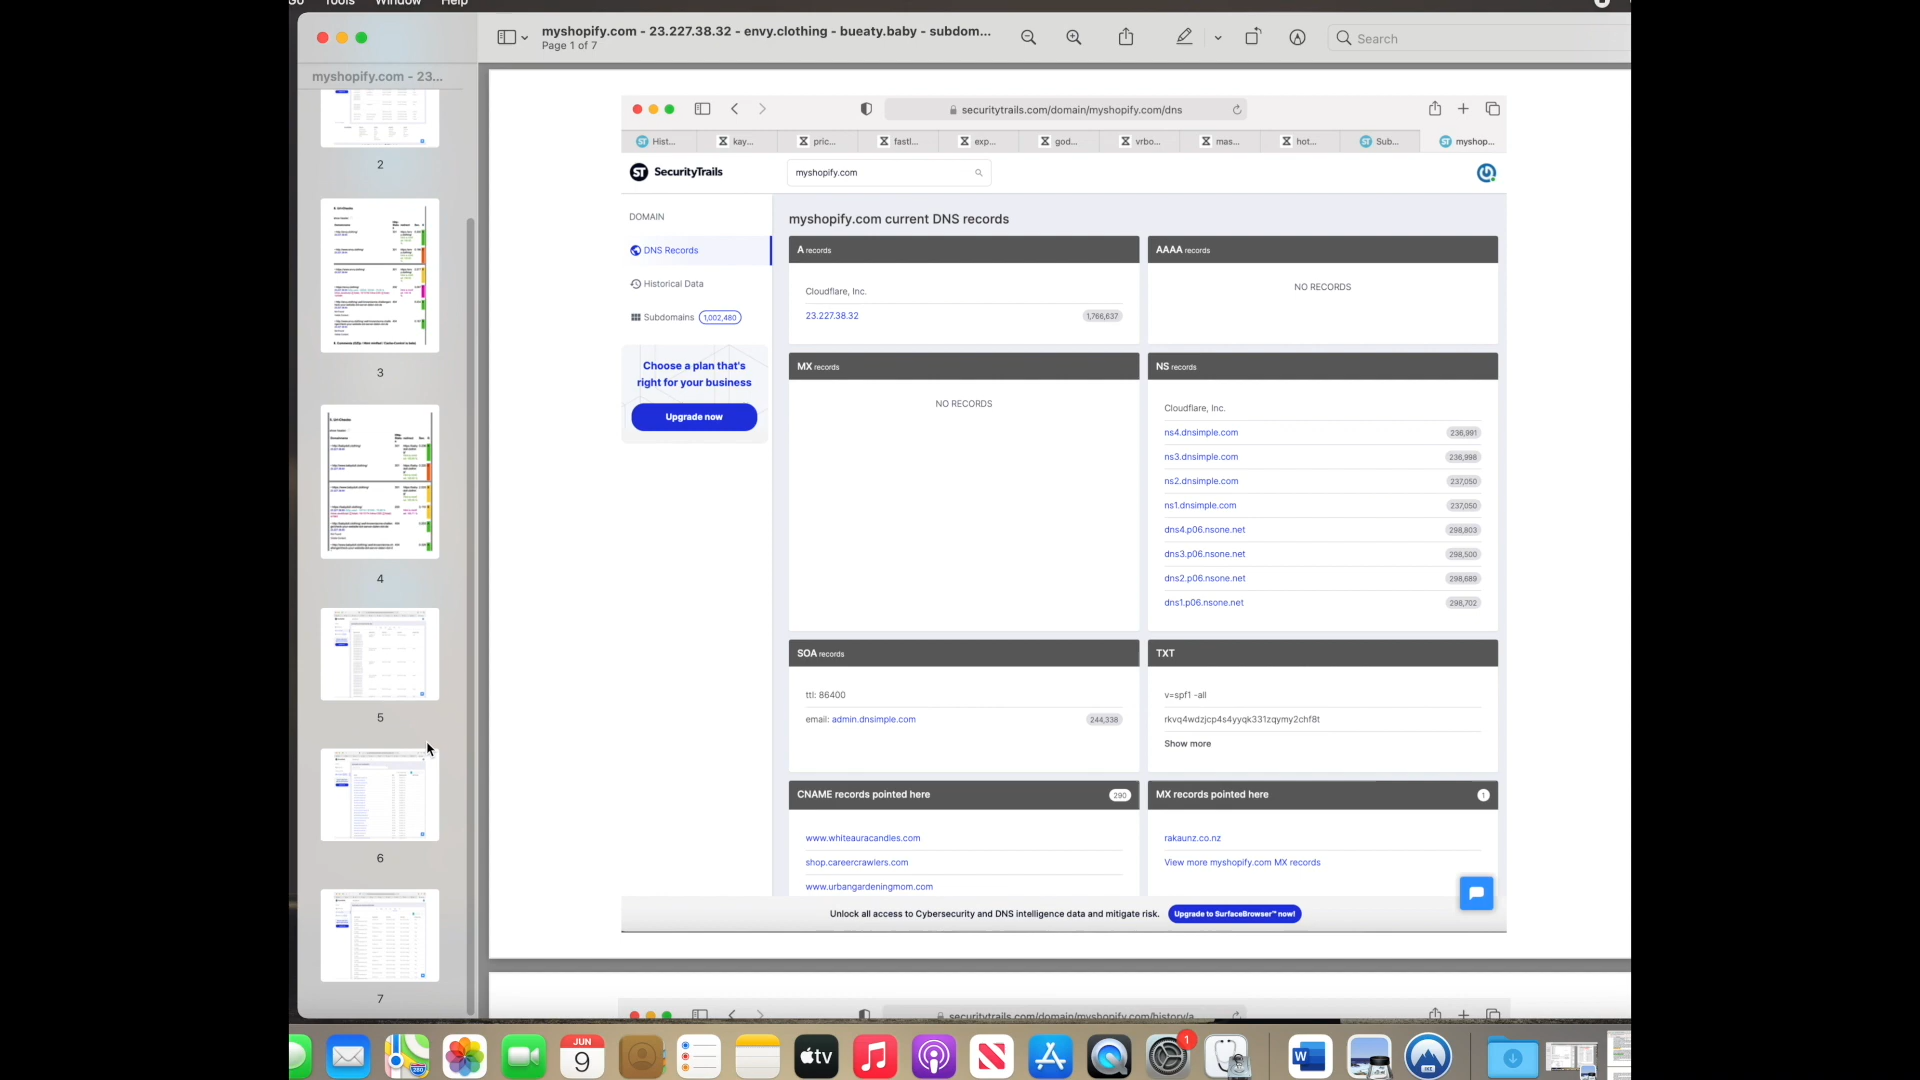 Go Tools Window Help
myshopify.com - 23.227.38.32 - envy.clothing - bueaty.baby - subdom...
Page 1 of 7
Search
myshopify.com - 23...
2
3
4
5
6
7
securitytrails.com/domain/myshopify.com/dns
Hist... kay... pric... fastl... exp... god... vrbo... mas... hot... Sub... myshop...
SecurityTrails
myshopify.com
DOMAIN
DNS Records
Historical Data
Subdomains 1,002,480
Choose a plan that's
right for your business
Upgrade now
myshopify.com current DNS records
A records
Cloudflare, Inc.
23.227.38.32 1,766,637
AAAA records
NO RECORDS
MX records
NO RECORDS
NS records
Cloudflare, Inc.
ns4.dnsimple.com 236,991
ns3.dnsimple.com 236,998
ns2.dnsimple.com 237,050
ns1.dnsimple.com 237,050
dns4.p06.nsone.net 298,803
dns3.p06.nsone.net 298,500
dns2.p06.nsone.net 298,689
dns1.p06.nsone.net 298,702
SOA records
ttl: 86400
email: admin.dnsimple.com 244,338
TXT
v=spf1 -all
rkvq4wdzjcp4s4yyqk331zqymy2chf8t
Show more
CNAME records pointed here 290
www.whiteauracandles.com
shop.careercrawlers.com
www.urbangardeningmom.com
MX records pointed here 1
rakaunz.co.nz
View more myshopify.com MX records
Unlock all access to Cybersecurity and DNS intelligence data and mitigate risk. Upgrade to SurfaceBrowser™ now!
securitytrails.com/domain/myshopify.com/history/a
JUN
9
tv
1
W